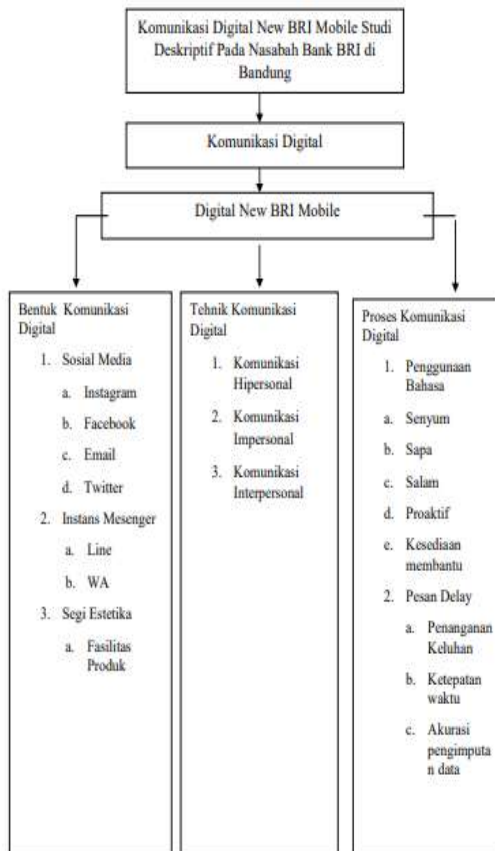 Komunikasi Digital New BRI Mobile Studi
Deskriptif Pada Nasabah Bank BRI di
Bandung
Komunikasi Digital
Digital New BRI Mobile
Bentuk Komunikasi
Digital
1. Sosial Media
a. Instagram
b. Facebook
c. Email
d. Twitter
2. Instans Mesenger
a. Line
b. WA
3. Segi Estetika
a. Fasilitas
Produk
Tehnik Komunikasi
Digital
1. Komunikasi
Hipersonal
2. Komunikasi
Impersonal
3. Komunikasi
Interpersonal
Proses Komunikasi
Digital
1. Penggunaan
Bahasa
a. Senyum
b. Sapa
c. Salam
d. Proaktif
e. Kesediaan
membantu
2. Pesan Delay
a. Penanganan
Keluhan
b. Ketepatan
waktu
c. Akurasi
pengimputa
n data